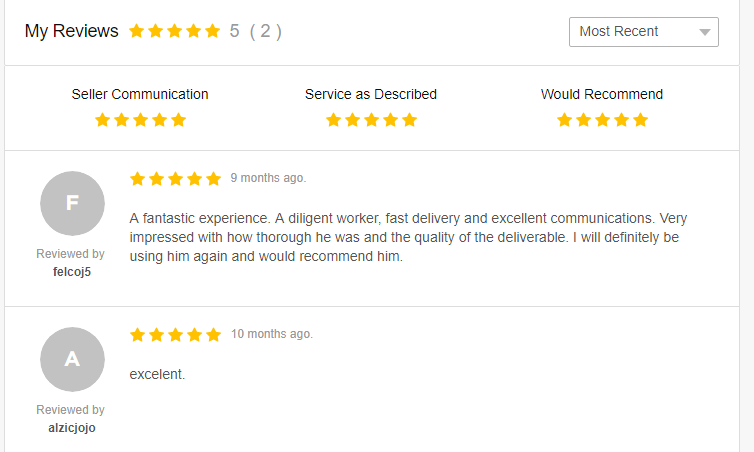 My Reviews 5 ( 2 ) Most Recent
Seller Communication Service as Described Would Recommend
9 months ago.
F
A fantastic experience. A diligent worker, fast delivery and excellent communications. Very
impressed with how thorough he was and the quality of the deliverable. I will definitely be
using him again and would recommend him.
Reviewed by
felcoj5
10 months ago.
A
excelent.
Reviewed by
alzicjojo